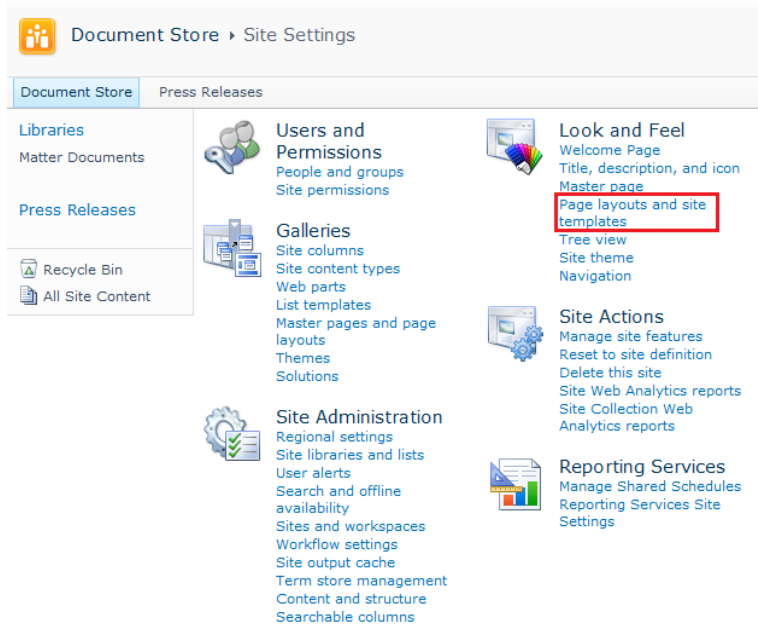 Document Store ▸ Site Settings
Document Store
Press Releases
Libraries
Matter Documents
Press Releases
Recycle Bin
All Site Content
Users and
Permissions
People and groups
Site permissions
Galleries
Site columns
Site content types
Web parts
List templates
Master pages and page
layouts
Themes
Solutions
Site Administration
Regional settings
Site libraries and lists
User alerts
Search and offline
availability
Sites and workspaces
Workflow settings
Site output cache
Term store management
Content and structure
Searchable columns
Look and Feel
Welcome Page
Title, description, and icon
Master page
Page layouts and site
templates
Tree view
Site theme
Navigation
Site Actions
Manage site features
Reset to site definition
Delete this site
Site Web Analytics reports
Site Collection Web
Analytics reports
Reporting Services
Manage Shared Schedules
Reporting Services Site
Settings